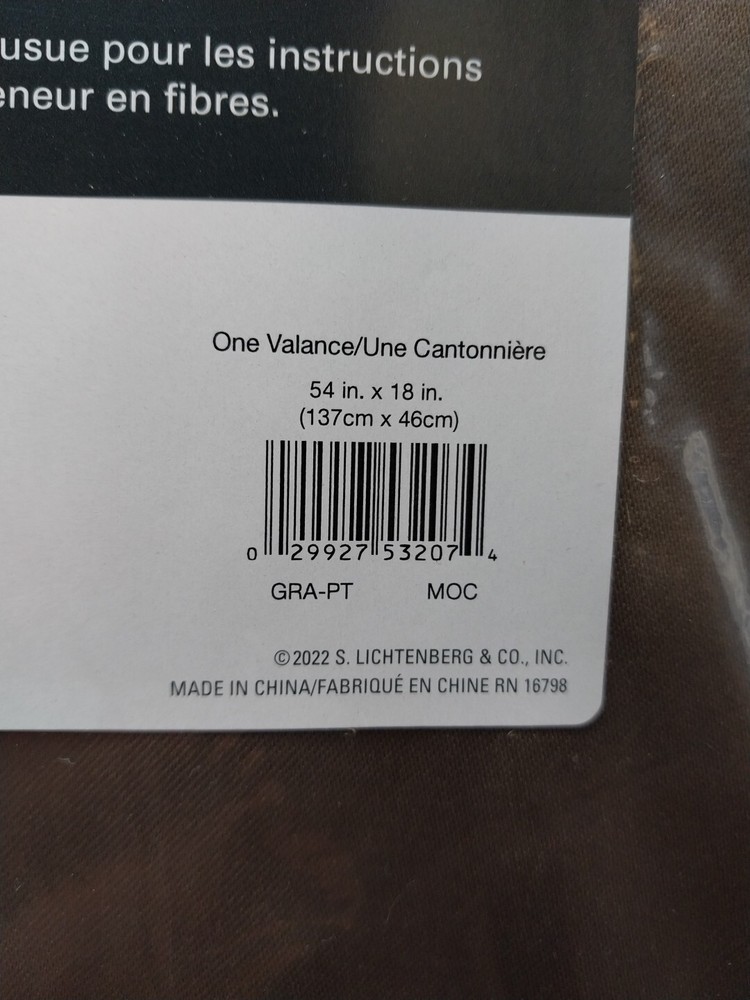 usue pour les instructions
eneur en fibres.
One Valance/Une Cantonnière
54 in. x 18 in.
(137cm x 46cm)
0 29927 53207 4
GRA-PT MOC
©2022 S. LICHTENBERG & CO., INC.
MADE IN CHINA/FABRIQUÉ EN CHINE RN 16798